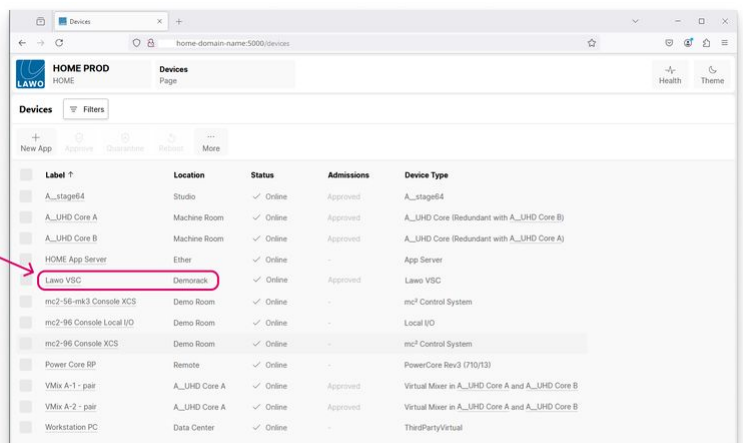 Devices
home-domain-name:5000/devices
LAWO
HOME PROD
HOME
Devices
Page
Health
Theme
Devices
Filters
New App
Approve
Quarantine
Reboot
More
Label ↑ Location Status Admissions Device Type
A__stage64 Studio Online Approved A__stage64
A__UHD Core A Machine Room Online Approved A__UHD Core (Redundant with A__UHD Core B)
A__UHD Core B Machine Room Online Approved A__UHD Core (Redundant with A__UHD Core A)
HOME App Server Ether Online - App Server
Lawo VSC Demorack Online Approved Lawo VSC
mc2-56-mk3 Console XCS Demo Room Online - mc² Control System
mc2-96 Console Local I/O Demo Room Online - Local I/O
mc2-96 Console XCS Demo Room Online - mc² Control System
Power Core RP Remote Online - PowerCore Rev3 (710/13)
VMix A-1 - pair A__UHD Core A Online Approved Virtual Mixer in A__UHD Core A and A__UHD Core B
VMix A-2 - pair A__UHD Core A Online Approved Virtual Mixer in A__UHD Core A and A__UHD Core B
Workstation PC Data Center Online - ThirdPartyVirtual